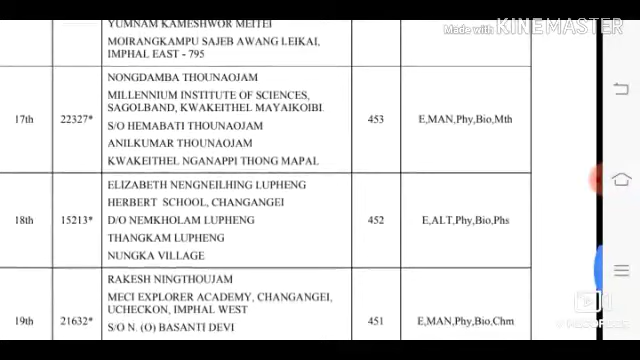 YUMNAM KAMESHWOR MEITEI
MOIRANGKAMPU SAJEB AWANG LEIKAI,
IMPHAL EAST - 795
Made with KINEMASTER
17th
22327*
NONGDAMBA THOUNAOJAM
MILLENNIUM INSTITUTE OF SCIENCES,
SAGOLBAND, KWAKEITHEL MAYAIKOIBI
S/O HEMABATI THOUNAOJAM
ANILKUMAR THOUNAOJAM
KWAKEITHEL NGANAPPI THONG MAPAL
453
E,MAN,Phy,Bio,Mth
18th
15213*
ELIZABETH NENGNEILHING LUPHENG
HERBERT SCHOOL, CHANGANGEI
D/O NEMKHOLAM LUPHENG
THANGKAM LUPHENG
NUNGKA VILLAGE
452
E,ALT,Phy,Bio,Phs
19th
21632*
RAKESH NINGTHOUJAM
MECI EXPLORER ACADEMY, CHANGANGEI,
UCHECKON, IMPHAL WEST
S/O N. (O) BASANTI DEVI
451
E,MAN,Phy,Bio,Chm